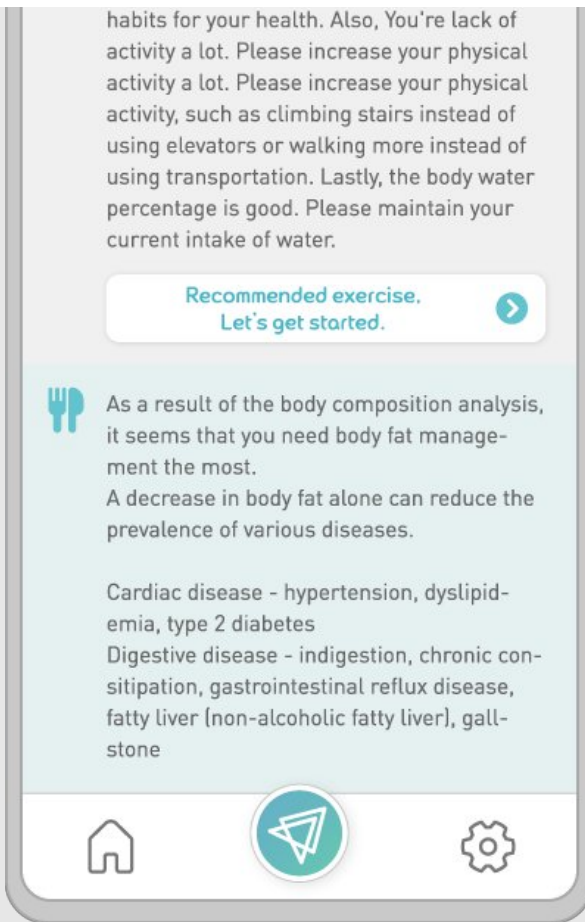 habits for your health. Also, You're lack of
activity a lot. Please increase your physical
activity a lot. Please increase your physical
activity, such as climbing stairs instead of
using elevators or walking more instead of
using transportation. Lastly, the body water
percentage is good. Please maintain your
current intake of water.
Recommended exercise,
Let's get started.
As a result of the body composition analysis,
it seems that you need body fat manage-
ment the most.
A decrease in body fat alone can reduce the
prevalence of various diseases.
Cardiac disease - hypertension, dyslipid-
emia, type 2 diabetes
Digestive disease - indigestion, chronic con-
sitipation, gastrointestinal reflux disease,
fatty liver (non-alcoholic fatty liver), gall-
stone